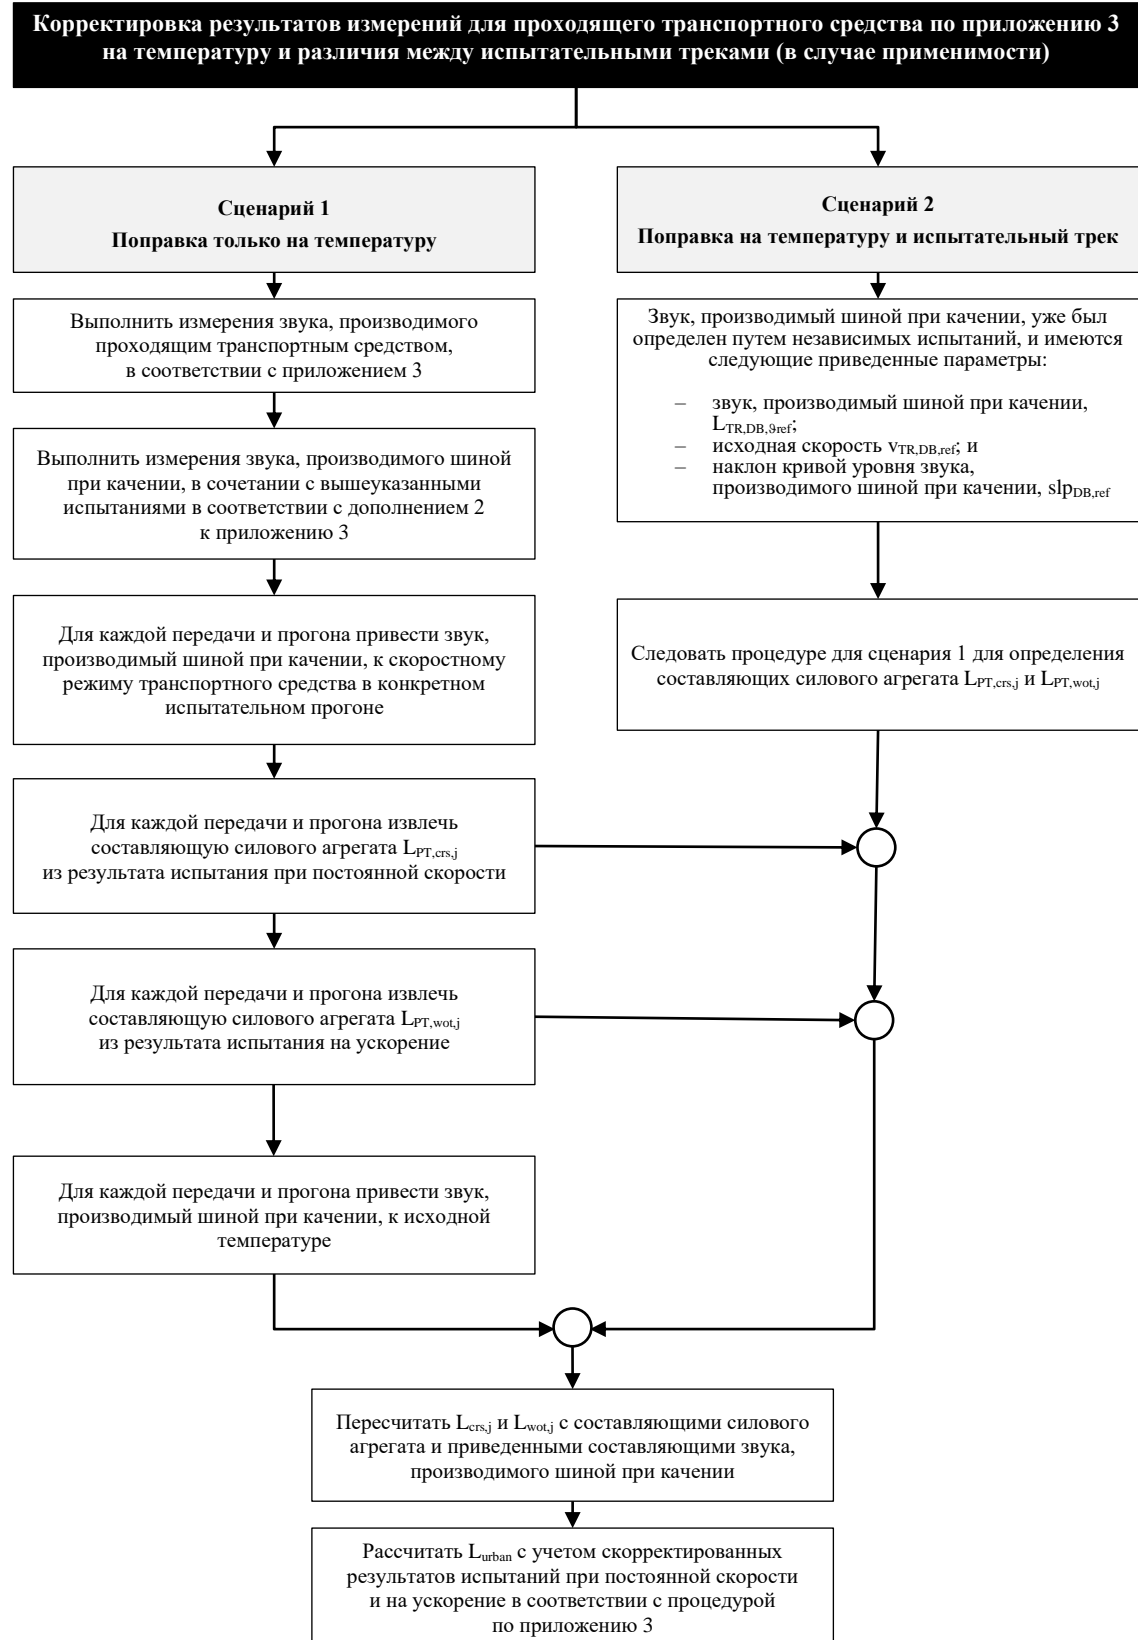 Корректировка результатов измерений для проходящего транспортного средства по приложению 3
на температуру и различия между испытательными треками (в случае применимости)
Сценарий 1
Поправка только на температуру
Выполнить измерения звука, производимого
проходящим транспортным средством,
в соответствии с приложением 3
Выполнить измерения звука, производимого шиной
при качении, в сочетании с вышеуказанными
испытаниями в соответствии с дополнением 2
к приложению 3
Для каждой передачи и прогона привести звук,
производимый шиной при качении, к скоростному
режиму транспортного средства в конкретном
испытательном прогоне
Для каждой передачи и прогона извлечь
составляющую силового агрегата LPT,crs,j
из результата испытания при постоянной скорости
Для каждой передачи и прогона извлечь
составляющую силового агрегата LPT,wot,j
из результата испытания на ускорение
Для каждой передачи и прогона привести звук,
производимый шиной при качении, к исходной
температуре
Сценарий 2
Поправка на температуру и испытательный трек
Звук, производимый шиной при качении, уже был
определен путем независимых испытаний, и имеются
следующие приведенные параметры:
– звук, производимый шиной при качении,
LTR,DB,ϑref;
– исходная скорость vTR,DB,ref; и
– наклон кривой уровня звука,
производимого шиной при качении, slpDB,ref
Следовать процедуре для сценария 1 для определения
составляющих силового агрегата LPT,crs,j и LPT,wot,j
Пересчитать Lcrs,j и Lwot,j с составляющими силового
агрегата и приведенными составляющими звука,
производимого шиной при качении
Рассчитать Lurban с учетом скорректированных
результатов испытаний при постоянной скорости
и на ускорение в соответствии с процедурой
по приложению 3